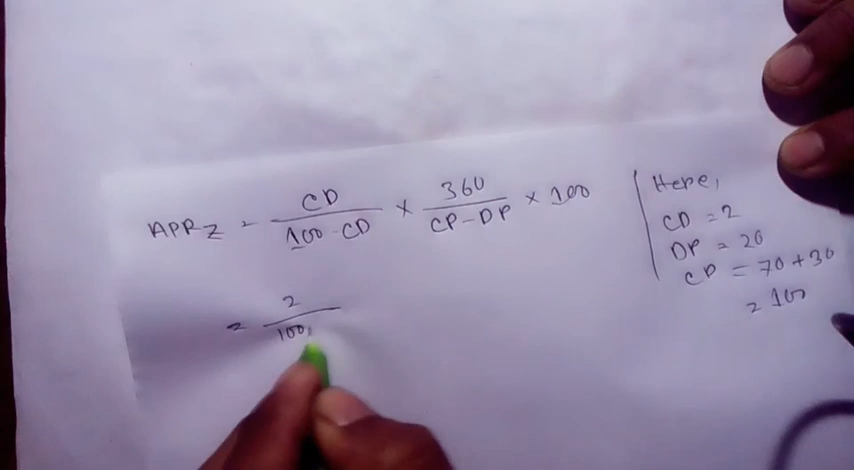 APRZ = CD / 100-CD × 360 / CP-DP × 100
Here,
CD = 2
DP = 20
CP = 70+30
= 100
= 2 / 100